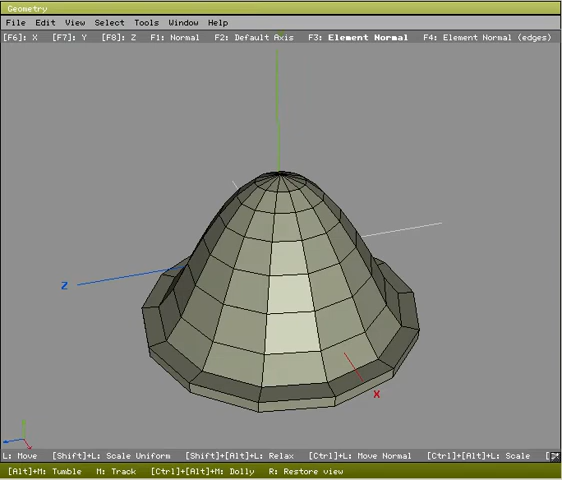 Geometry
File Edit View Select Tools Window Help
[F6]: X [F7]: Y [F8]: Z F1: Normal F2: Default Axis F3: Element Normal F4: Element Normal (edges)
Z
X
L: Move [Shift]+L: Scale Uniform [Shift]+[Alt]+L: Relax [Ctrl]+L: Move Normal [Ctrl]+[Alt]+L: Scale
[Alt]+M: Tumble M: Track [Ctrl]+[Alt]+M: Dolly R: Restore view